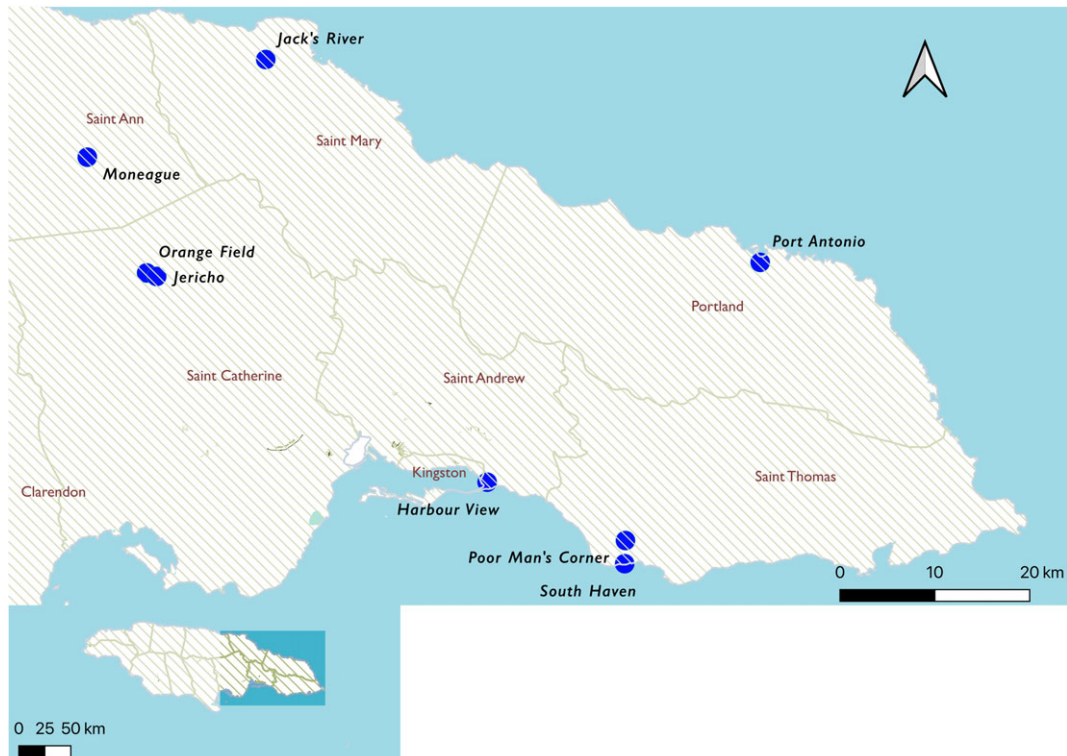 Jack's River
Saint Ann
Saint Mary
Moneague
Orange Field
Jericho
Port Antonio
Portland
Saint Catherine
Saint Andrew
Kingston
Saint Thomas
Clarendon
Harbour View
Poor Man's Corner
South Haven
0 10 20 km
0 25 50 km